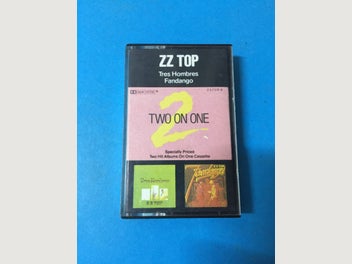 ZZ TOP
Tres Hombres
Fandango
2
TWO ON ONE
Specially Priced
Two Hit Albums On One Cassette